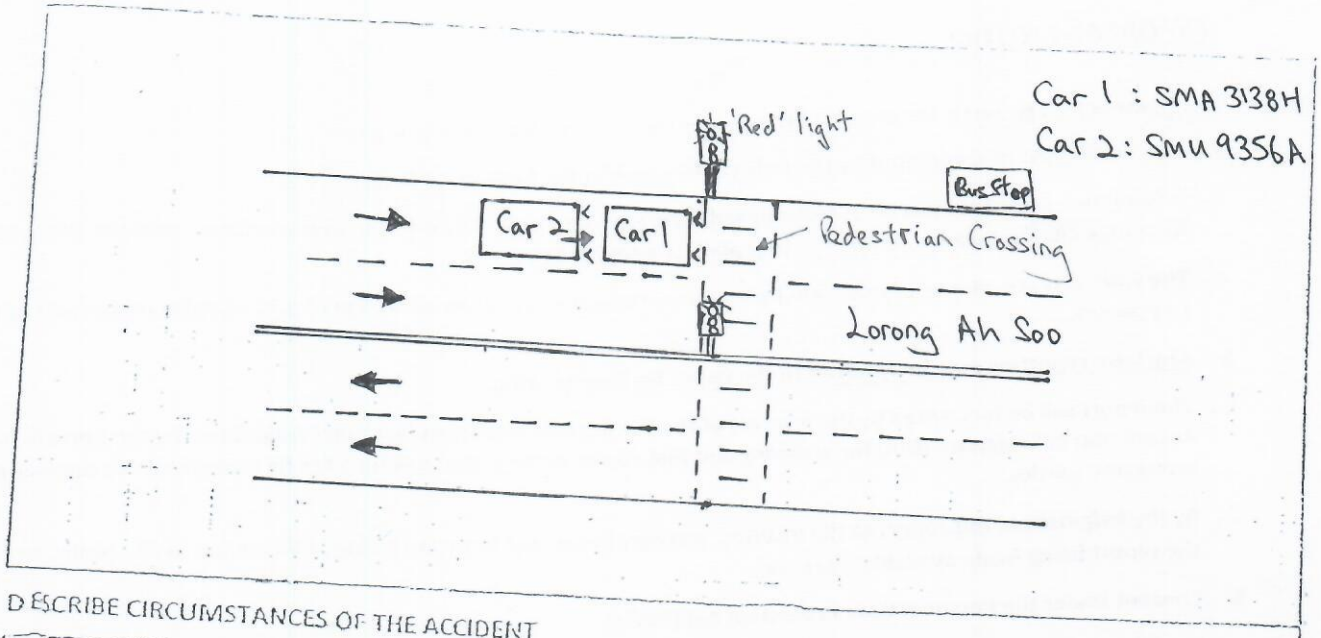 Car 1 : SMA 3138H
'Red' light
Car 2 : SMU 9356A
Bus Stop
Car 2
Car 1
Pedestrian Crossing
Lorong Ah Soo
DESCRIBE CIRCUMSTANCES OF THE ACCIDENT